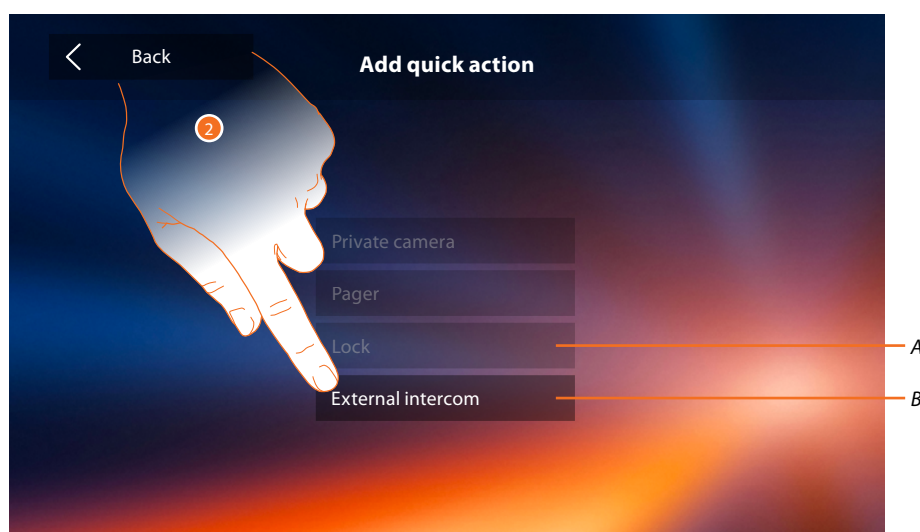 Back
Add quick action
2
Private camera
Pager
Lock
A
External intercom
B